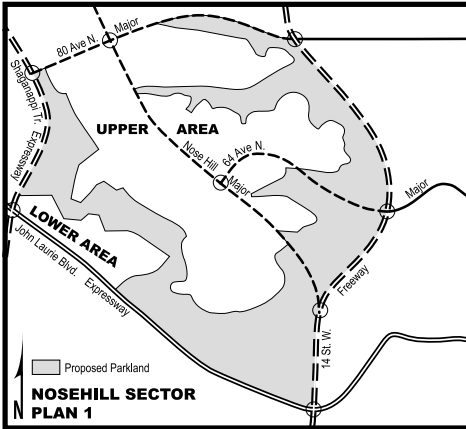 80 Ave N.
Major
Shaganappi Tr. Expressway
UPPER AREA
Nose Hill
Major
64 Ave N.
Major
LOWER AREA
John Laurie Blvd. Expressway
Freeway
14 St. W.
Proposed Parkland
N
NOSEHILL SECTOR
PLAN 1